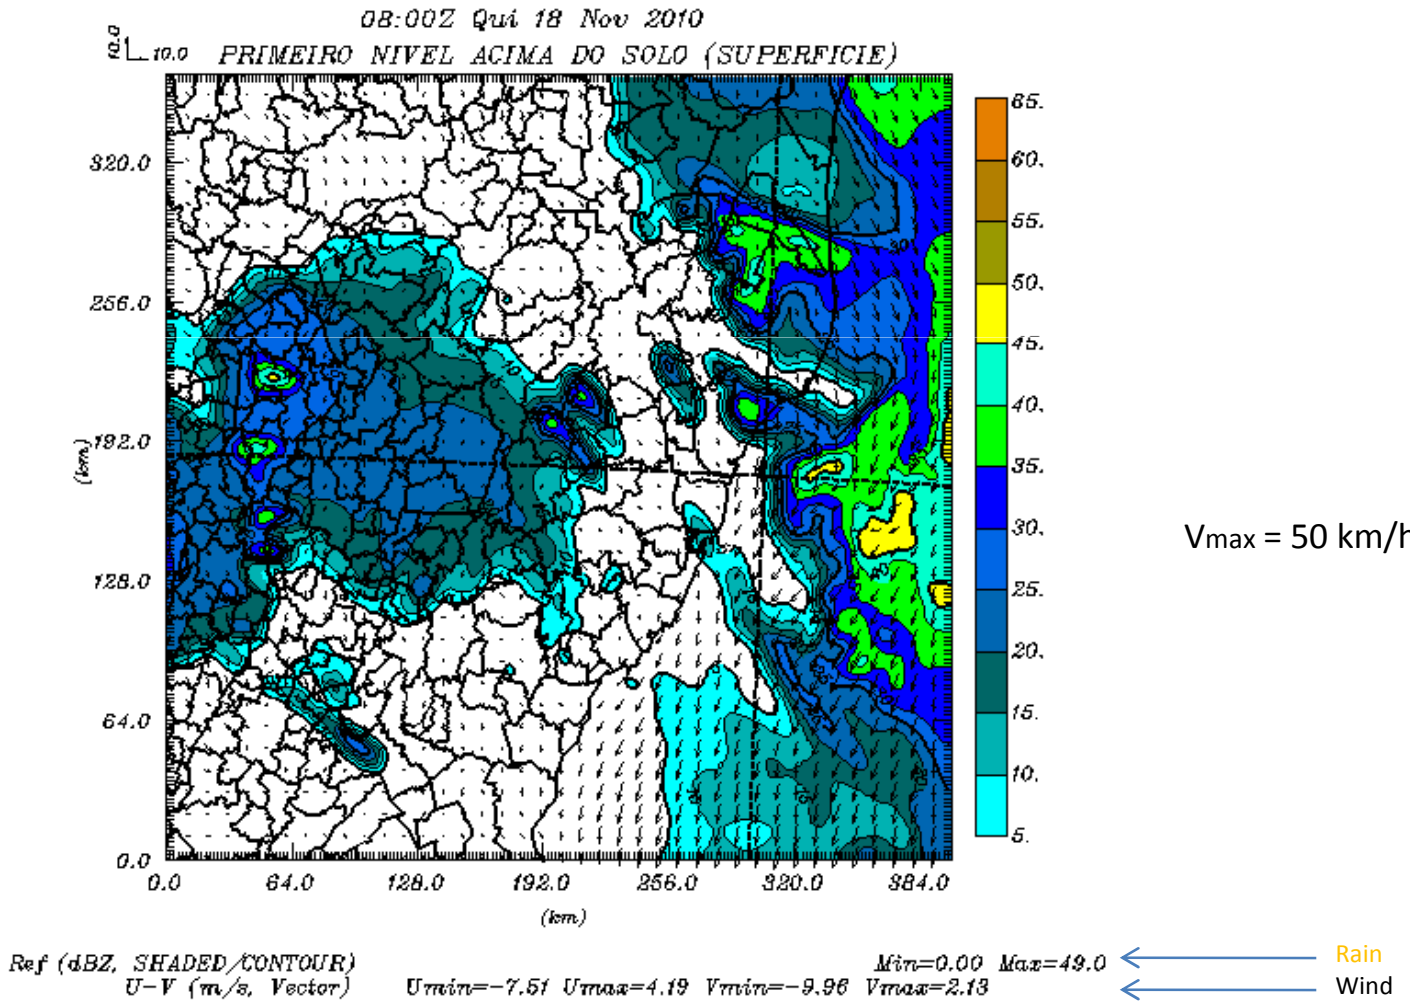 08:00Z Qui 18 Nov 2010
10.0
10.0 PRIMEIRO NIVEL ACIMA DO SOLO (SUPERFICIE)
320.0
256.0
192.0
128.0
64.0
0.0
(km)
0.0 64.0 128.0 192.0 256.0 320.0 384.0
(km)
85.
60.
55.
50.
45.
40.
35.
30.
25.
20.
15.
10.
5.
Vmax = 50 km/h
Ref (dBZ, SHADED/CONTOUR) Min=0.00 Max=49.0 Rain
U-V (m/s, Vector) Umin=-7.51 Umax=4.19 Vmin=-9.96 Vmax=2.13 Wind